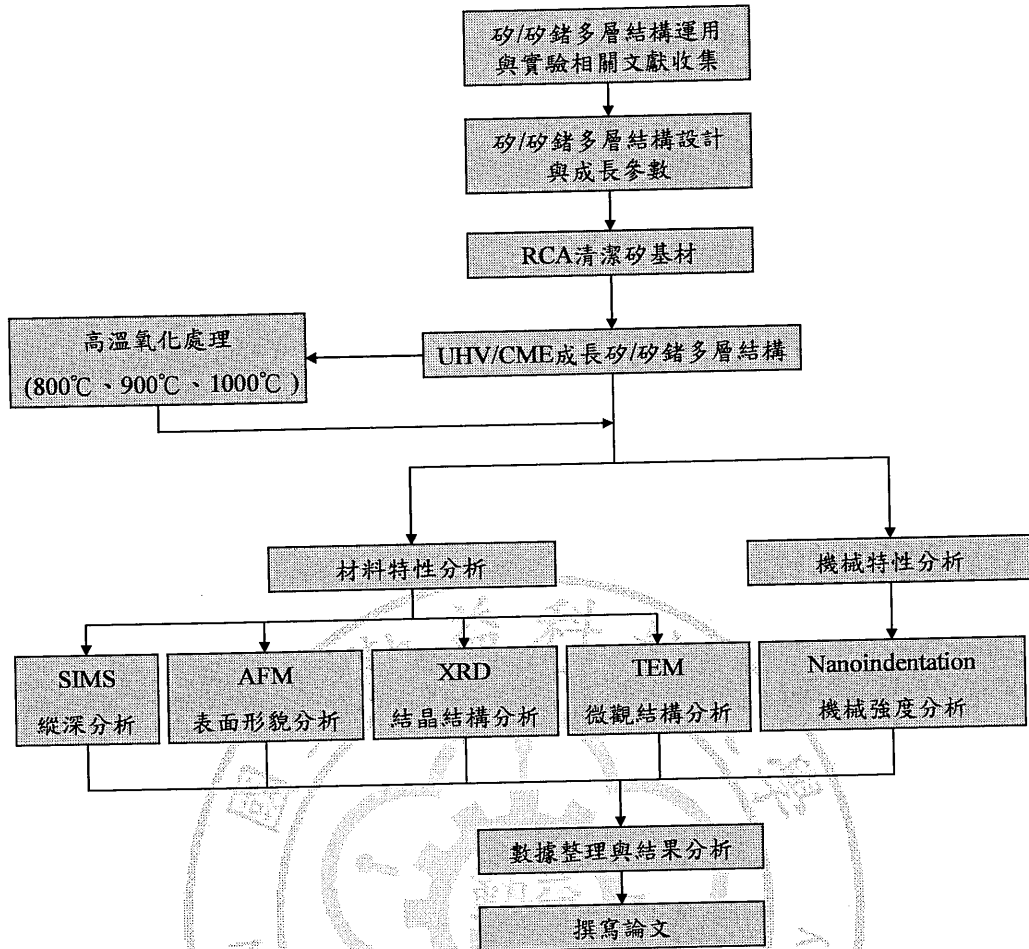 矽/矽鍺多層結構運用
與實驗相關文獻收集
矽/矽鍺多層結構設計
與成長參數
RCA清潔矽基材
高溫氧化處理
(800℃、900℃、1000℃)
UHV/CME成長矽/矽鍺多層結構
材料特性分析
機械特性分析
SIMS
縱深分析
AFM
表面形貌分析
XRD
結晶結構分析
TEM
微觀結構分析
Nanoindentation
機械強度分析
數據整理與結果分析
撰寫論文